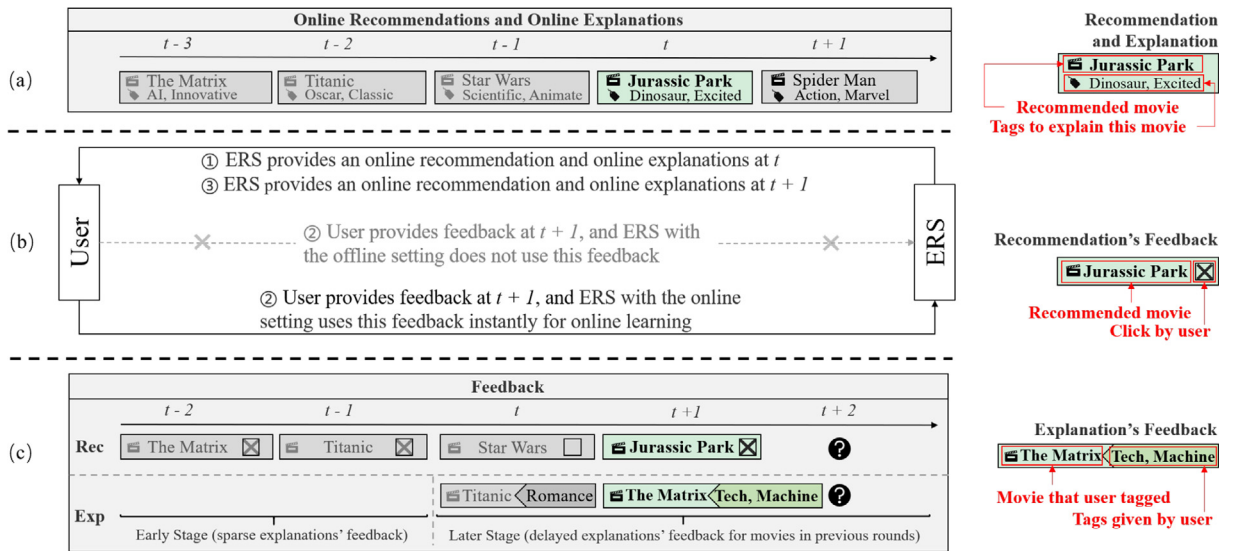 (a)
Online Recommendations and Online Explanations
t - 3 t - 2 t - 1 t t + 1
The Matrix
AI, Innovative
Titanic
Oscar, Classic
Star Wars
Scientific, Animate
Jurassic Park
Dinosaur, Excited
Spider Man
Action, Marvel
Recommendation
and Explanation
Jurassic Park
Dinosaur, Excited
Recommended movie
Tags to explain this movie
(b)
User
① ERS provides an online recommendation and online explanations at t
③ ERS provides an online recommendation and online explanations at t + 1
② User provides feedback at t + 1, and ERS with
the offline setting does not use this feedback
② User provides feedback at t + 1, and ERS with the online
setting uses this feedback instantly for online learning
ERS
Recommendation's Feedback
Jurassic Park
Recommended movie
Click by user
(c)
Feedback
t - 2 t - 1 t t +1 t + 2
Rec
The Matrix
Titanic
Star Wars
Jurassic Park
?
Exp
Titanic Romance
The Matrix Tech, Machine
?
Early Stage (sparse explanations' feedback)
Later Stage (delayed explanations' feedback for movies in previous rounds)
Explanation's Feedback
The Matrix Tech, Machine
Movie that user tagged
Tags given by user